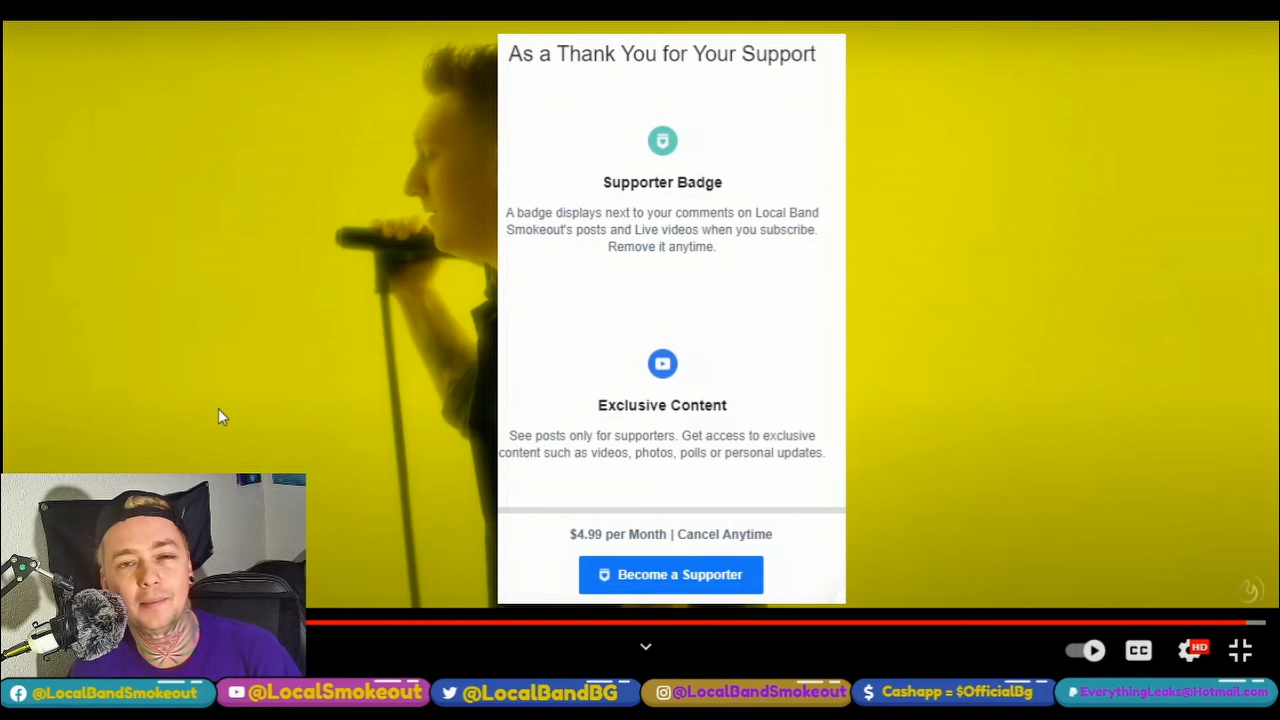 As a Thank You for Your Support
Supporter Badge
A badge displays next to your comments on Local Band
Smokeout's posts and Live videos when you subscribe.
Remove it anytime.
Exclusive Content
See posts only for supporters. Get access to exclusive
content such as videos, photos, polls or personal updates.
$4.99 per Month | Cancel Anytime
Become a Supporter
CC
HD
@LocalBandSmokeout
@LocalSmokeout
@LocalBandBG
@LocalBandSmokeout
$ Cashapp = $OfficialBg
EverythingLeaks@Hotmail.com